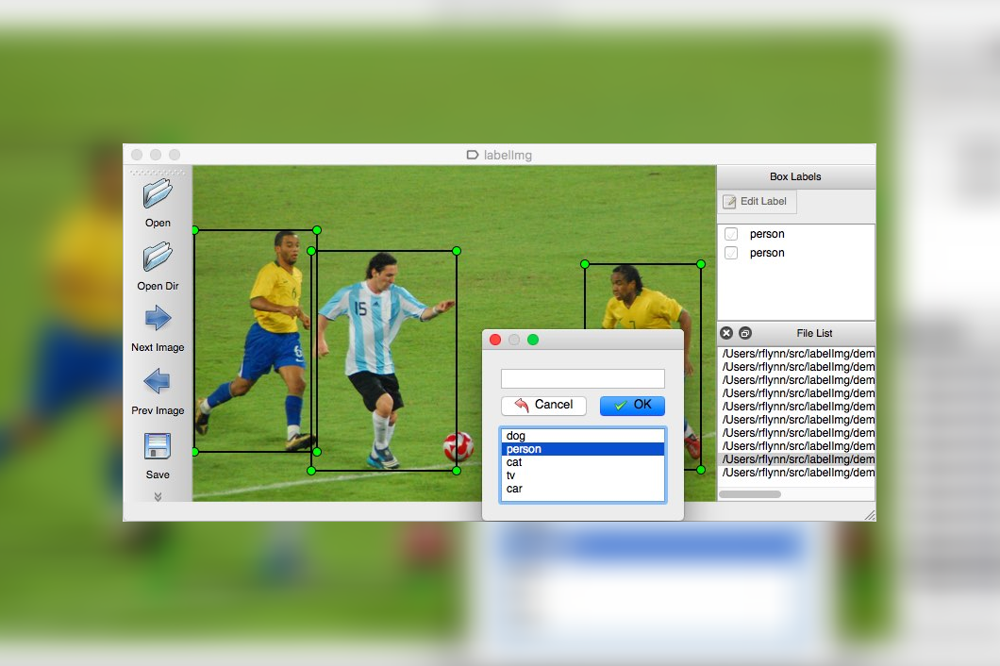 labelImg
Open
Open Dir
Next Image
Prev Image
Save
15
6
7
Cancel
OK
dog
person
cat
tv
car
Box Labels
Edit Label
person
person
File List
/Users/rflynn/src/labelImg/dem
/Users/rflynn/src/labelImg/dem
/Users/rflynn/src/labelImg/dem
/Users/rflynn/src/labelImg/dem
/Users/rflynn/src/labelImg/dem
/Users/rflynn/src/labelImg/dem
/Users/rflynn/src/labelImg/dem
/Users/rflynn/src/labelImg/dem
/Users/rflynn/src/labelImg/dem
/Users/rflynn/src/labelImg/dem